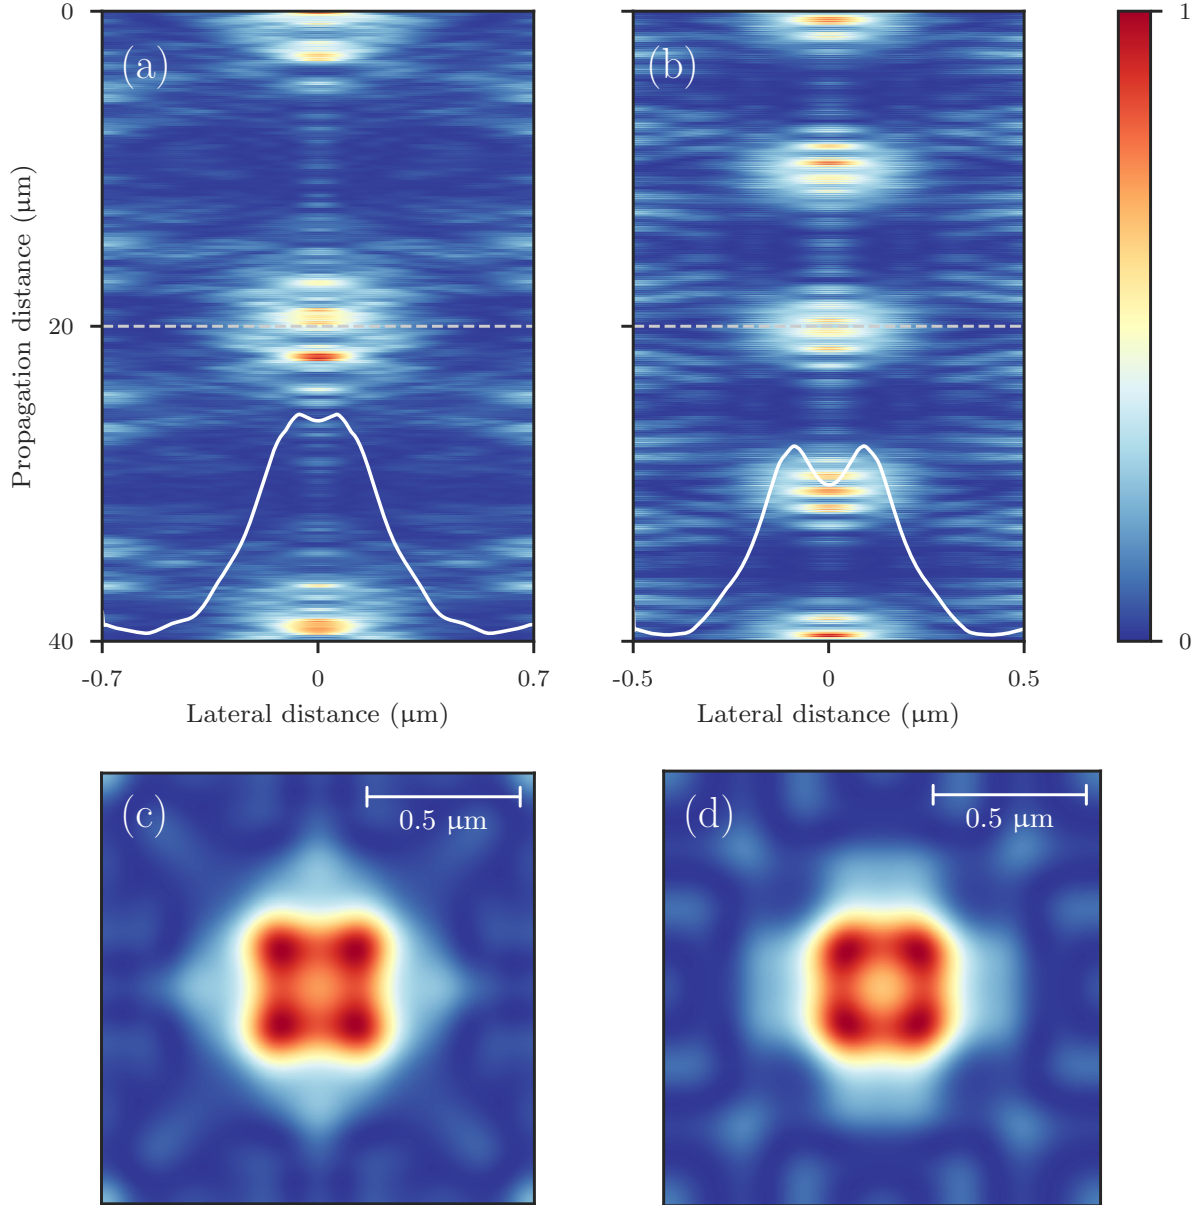 0
20
40
Propagation distance (μm)
(a)
-0.7 0 0.7
Lateral distance (μm)
(b)
-0.5 0 0.5
Lateral distance (μm)
1
0
(c)
0.5 μm
(d)
0.5 μm